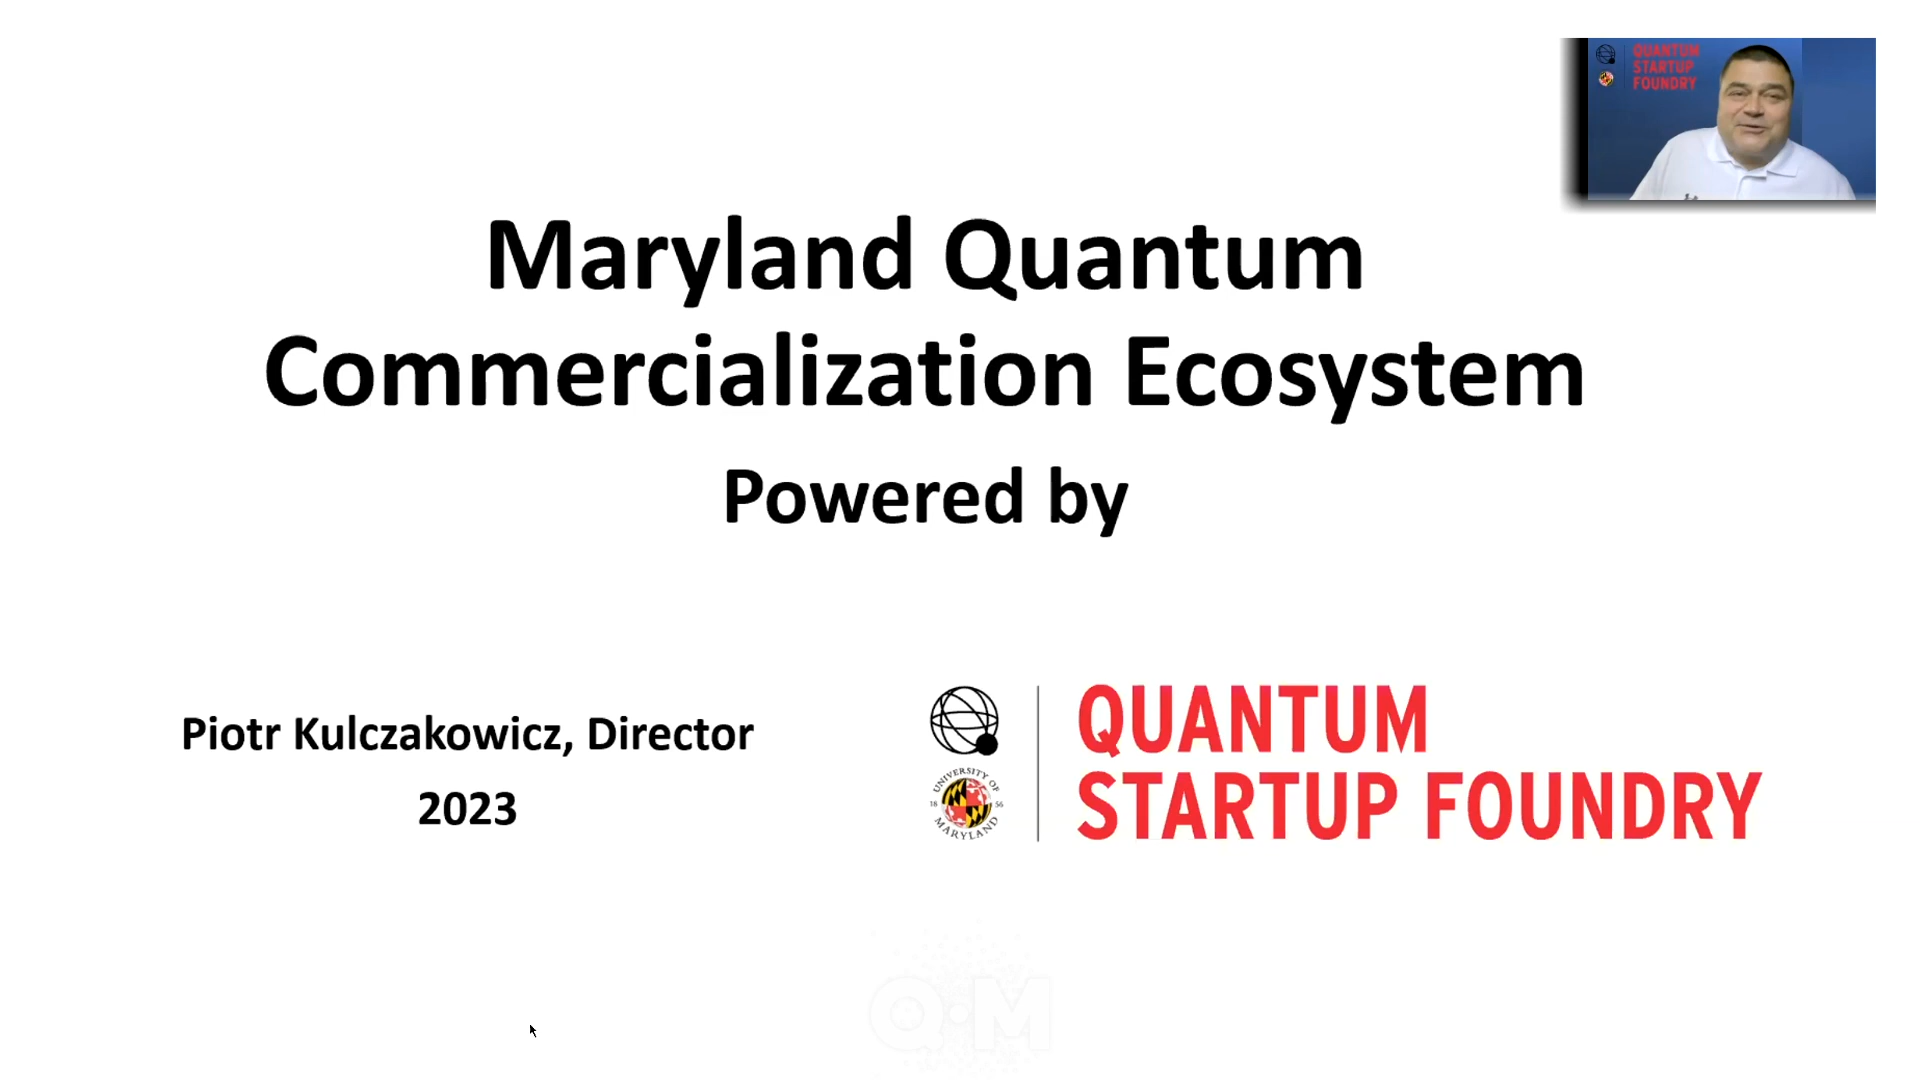 QUANTUM
STARTUP
FOUNDRY
Maryland Quantum
Commercialization Ecosystem
Powered by
Piotr Kulczakowicz, Director
2023
UNIVERSITY OF
18 56
MARYLAND
QUANTUM
STARTUP FOUNDRY
Q·M